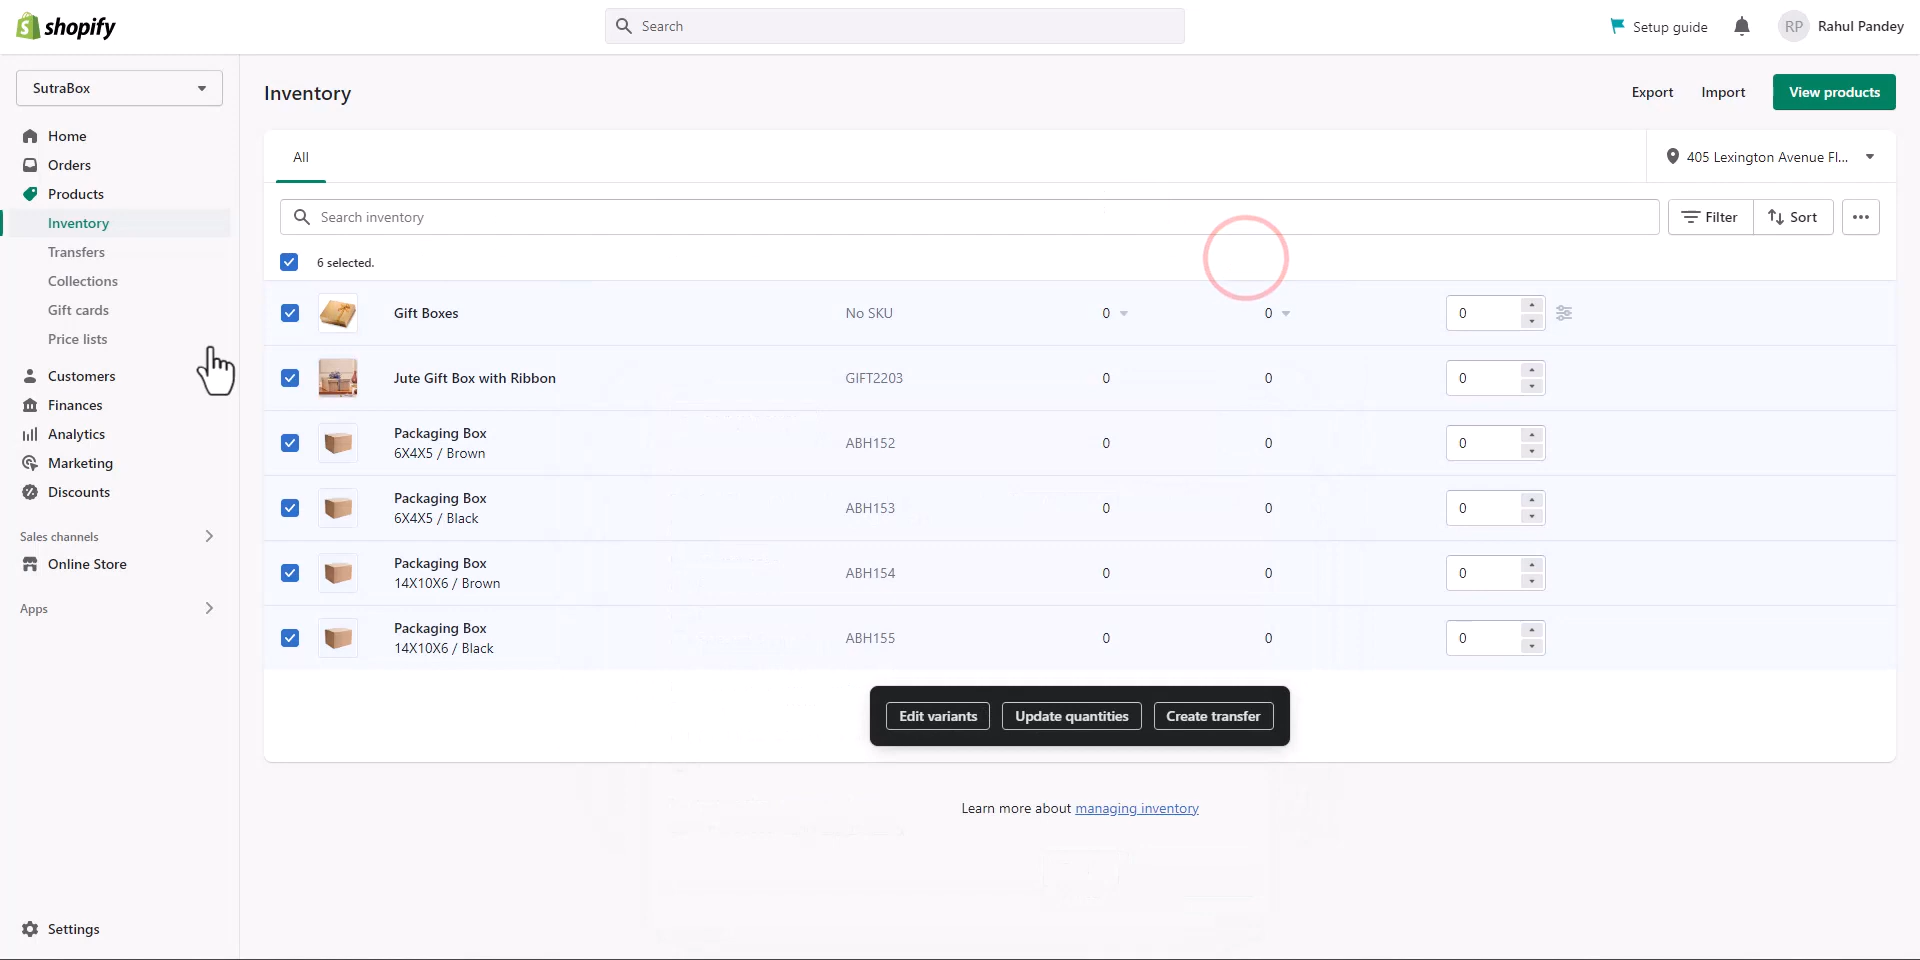 shopify
Search
Setup guide
RP
Rahul Pandey
SutraBox
Home
Orders
Products
Inventory
Transfers
Collections
Gift cards
Price lists
Customers
Finances
Analytics
Marketing
Discounts
Sales channels
Online Store
Apps
Settings
Inventory
Export
Import
View products
All
405 Lexington Avenue Fl...
Search inventory
Filter
Sort
6 selected.
Gift Boxes No SKU 0 0 0
Jute Gift Box with Ribbon GIFT2203 0 0 0
Packaging Box
6X4X5 / Brown
ABH152 0 0 0
Packaging Box
6X4X5 / Black
ABH153 0 0 0
Packaging Box
14X10X6 / Brown
ABH154 0 0 0
Packaging Box
14X10X6 / Black
ABH155 0 0 0
Edit variants
Update quantities
Create transfer
Learn more about managing inventory